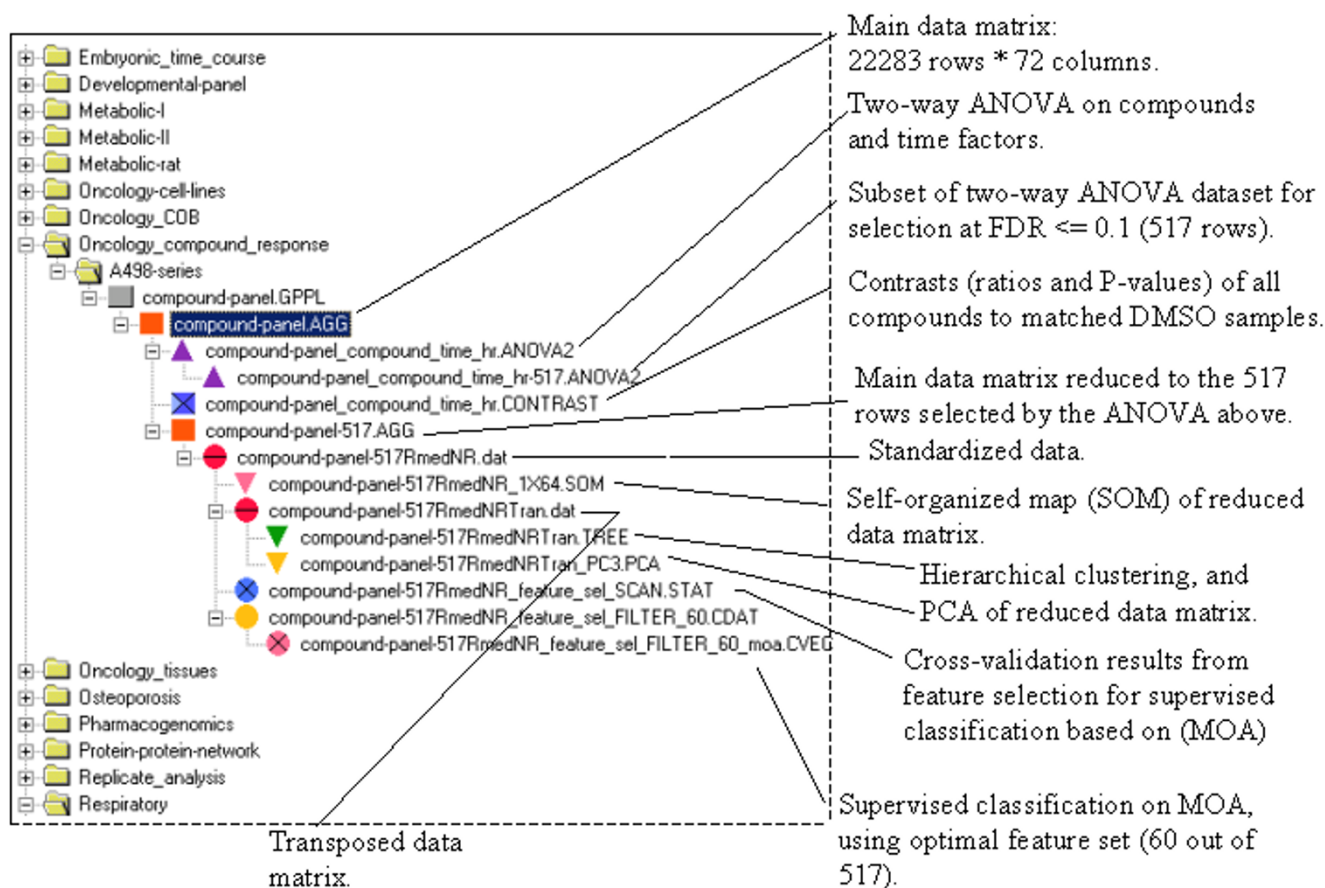 Embryonic_time_course
Developmental-panel
Metabolic-I
Metabolic-II
Metabolic-rat
Oncology-cell-lines
Oncology_COB
Oncology_compound_response
A498-series
compound-panel.GPPL
compound-panel.AGG
compound-panel_compound_time_hr.ANOVA2
compound-panel_compound_time_hr-517.ANOVA2
compound-panel_compound_time_hr.CONTRAST
compound-panel-517.AGG
compound-panel-517RmedNR.dat
compound-panel-517RmedNR_1X64.SOM
compound-panel-517RmedNRTran.dat
compound-panel-517RmedNRTran.TREE
compound-panel-517RmedNRTran_PC3.PCA
compound-panel-517RmedNR_feature_sel_SCAN.STAT
compound-panel-517RmedNR_feature_sel_FILTER_60.CDAT
compound-panel-517RmedNR_feature_sel_FILTER_60_moa.CVEC
Oncology_tissues
Osteoporosis
Pharmacogenomics
Protein-protein-network
Replicate_analysis
Respiratory
Main data matrix:
22283 rows * 72 columns.
Two-way ANOVA on compounds
and time factors.
Subset of two-way ANOVA dataset for
selection at FDR <= 0.1 (517 rows).
Contrasts (ratios and P-values) of all
compounds to matched DMSO samples.
Main data matrix reduced to the 517
rows selected by the ANOVA above.
Standardized data.
Self-organized map (SOM) of reduced
data matrix.
Hierarchical clustering, and
PCA of reduced data matrix.
Cross-validation results from
feature selection for supervised
classification based on (MOA)
Supervised classification on MOA,
using optimal feature set (60 out of
517).
Transposed data
matrix.